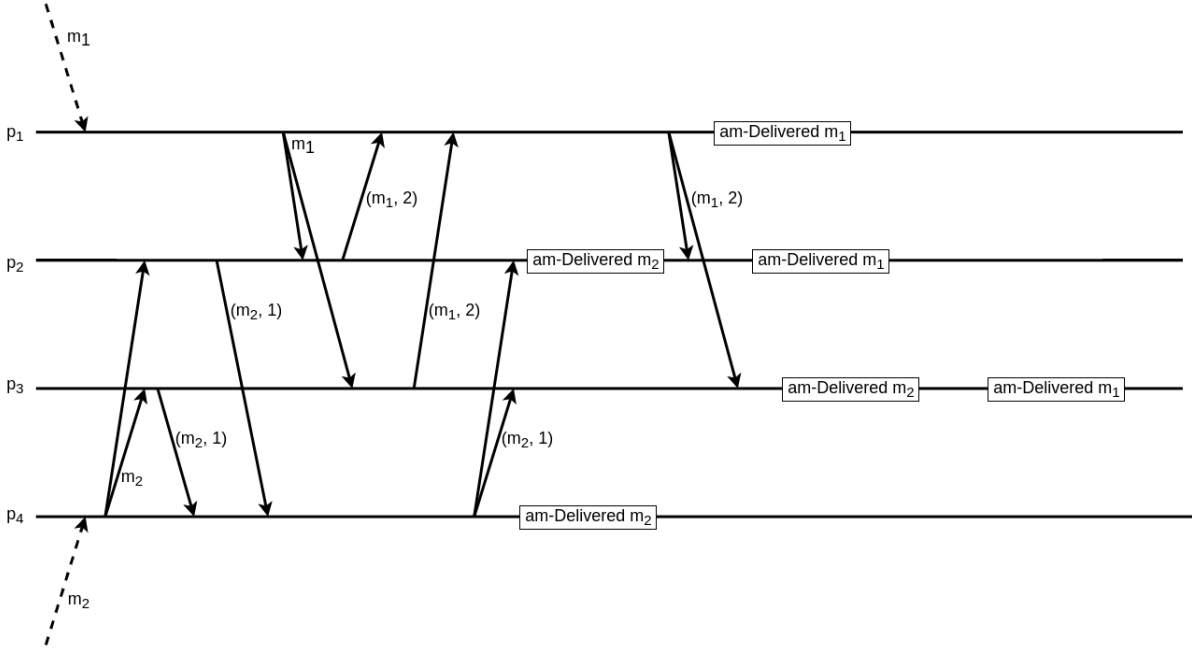 m₁
p₁ am-Delivered m₁
m₁
(m₁, 2) (m₁, 2)
p₂ am-Delivered m₂ am-Delivered m₁
(m₂, 1) (m₁, 2)
p₃ am-Delivered m₂ am-Delivered m₁
(m₂, 1) (m₂, 1)
m₂
p₄ am-Delivered m₂
m₂